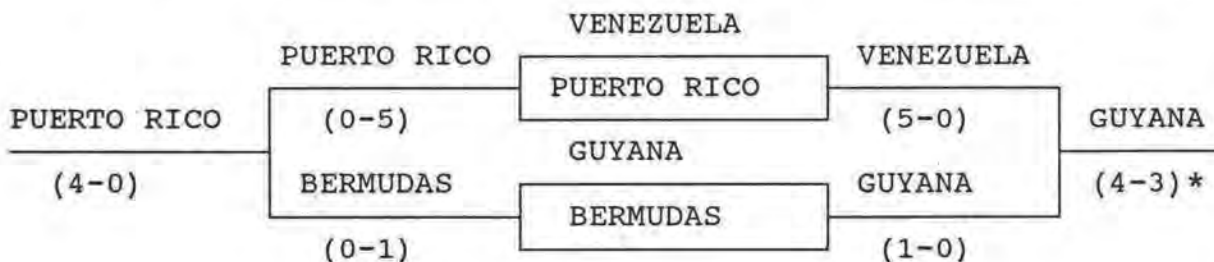 VENEZUELA
PUERTO RICO VENEZUELA
PUERTO RICO
PUERTO RICO (0-5) (5-0) GUYANA
GUYANA
(4-0) BERMUDAS GUYANA (4-3)*
BERMUDAS
(0-1) (1-0)